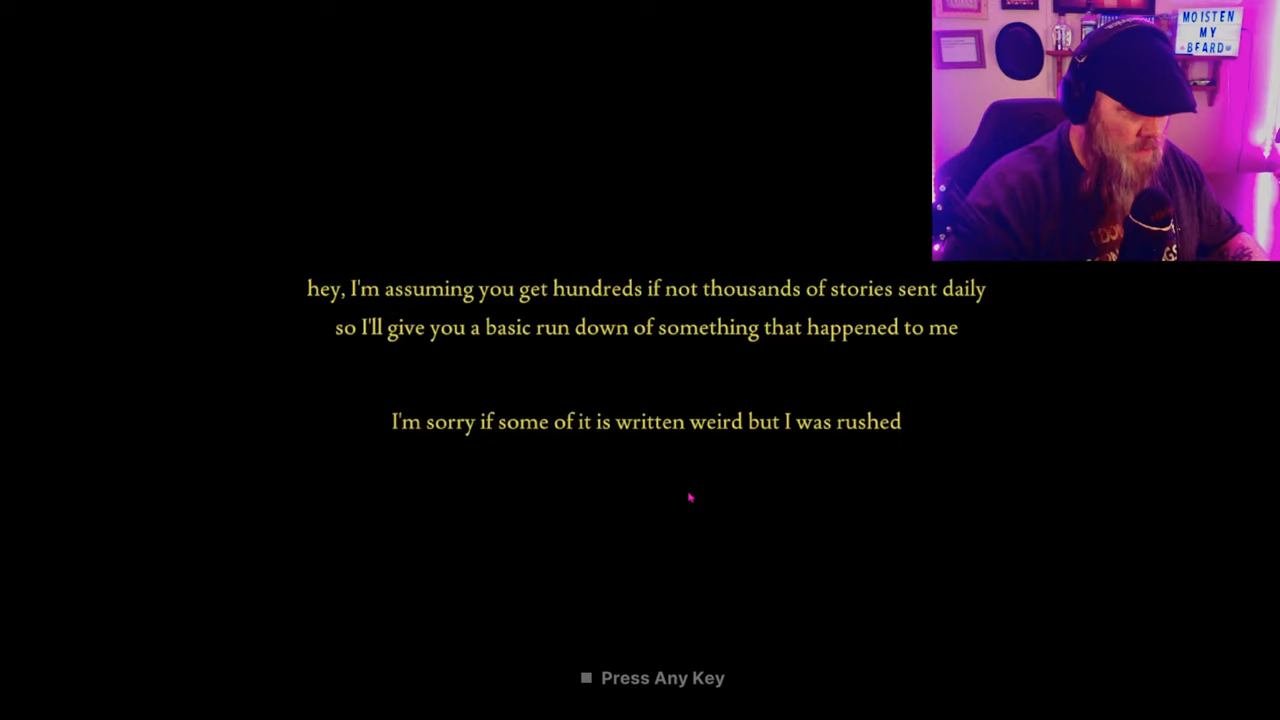 MOISTEN
MY
BEARD
hey, I'm assuming you get hundreds if not thousands of stories sent daily
so I'll give you a basic run down of something that happened to me
I'm sorry if some of it is written weird but I was rushed
Press Any Key